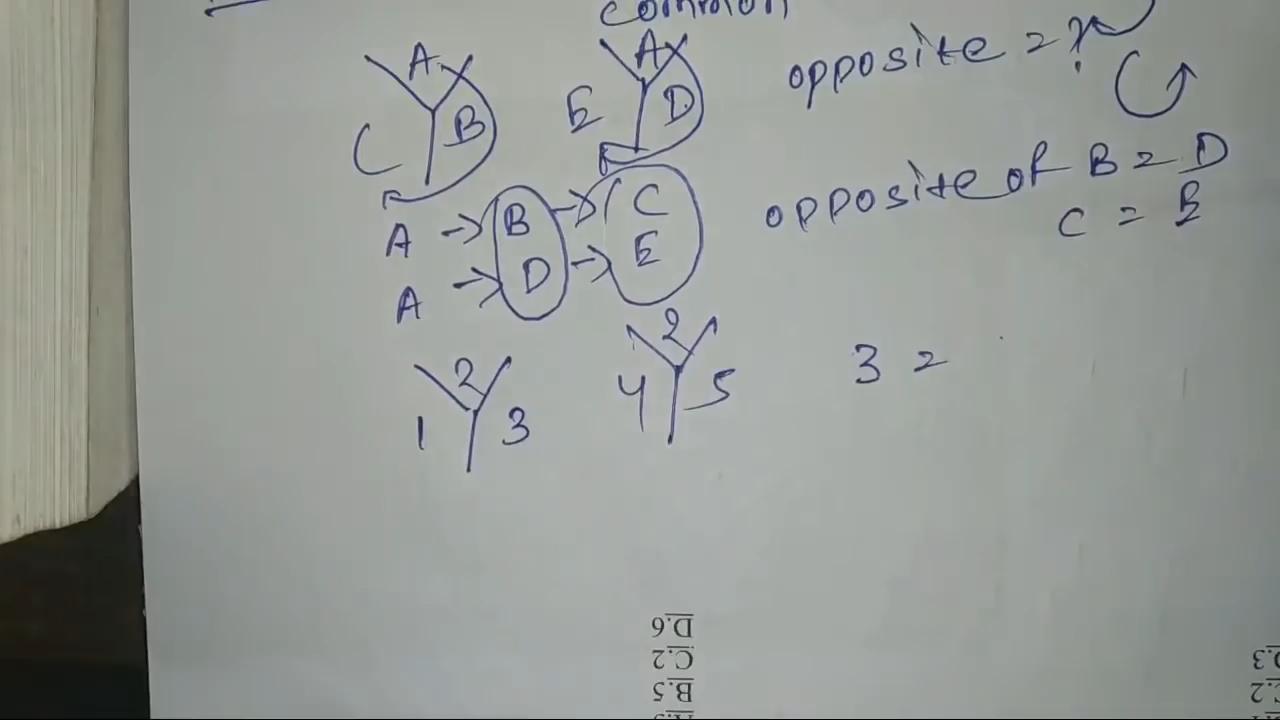 common
A A opposite = ?
C B E D
opposite of B = D
A → B → C C = E
A → D → E
2 2 3 =
1 3 4 5
D.6
C.2
B.5
D.3
C.2